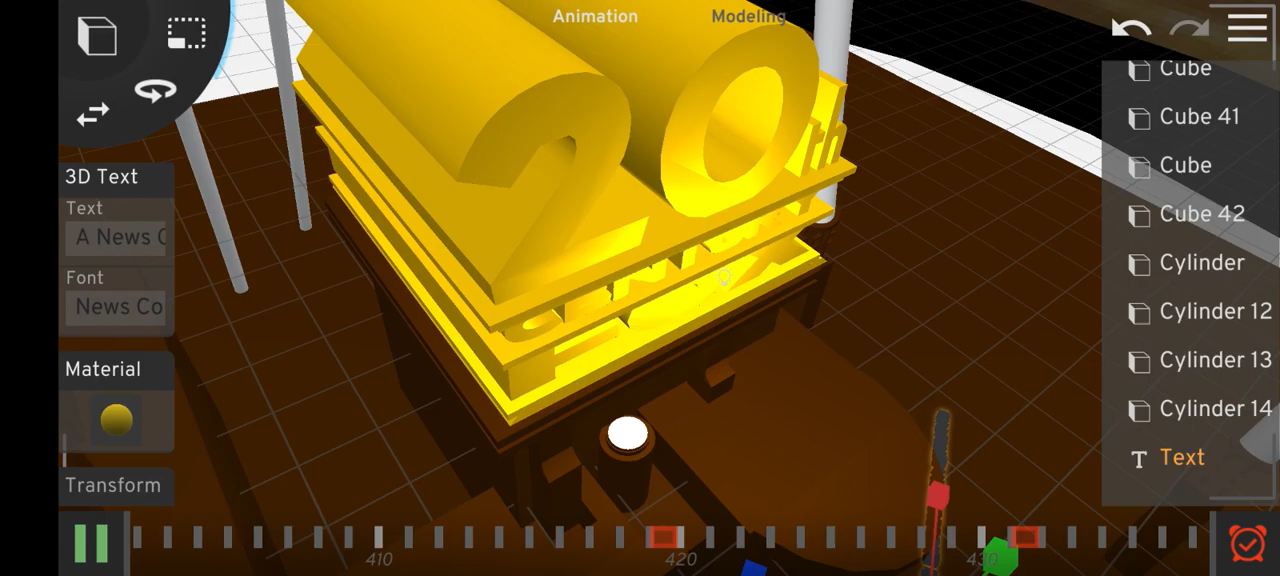 Animation
Modeling
3D Text
Text
A News C
Font
News Co
Material
Transform
Cube
Cube 41
Cube
Cube 42
Cylinder
Cylinder 12
Cylinder 13
Cylinder 14
T Text
20
th
410
420
430